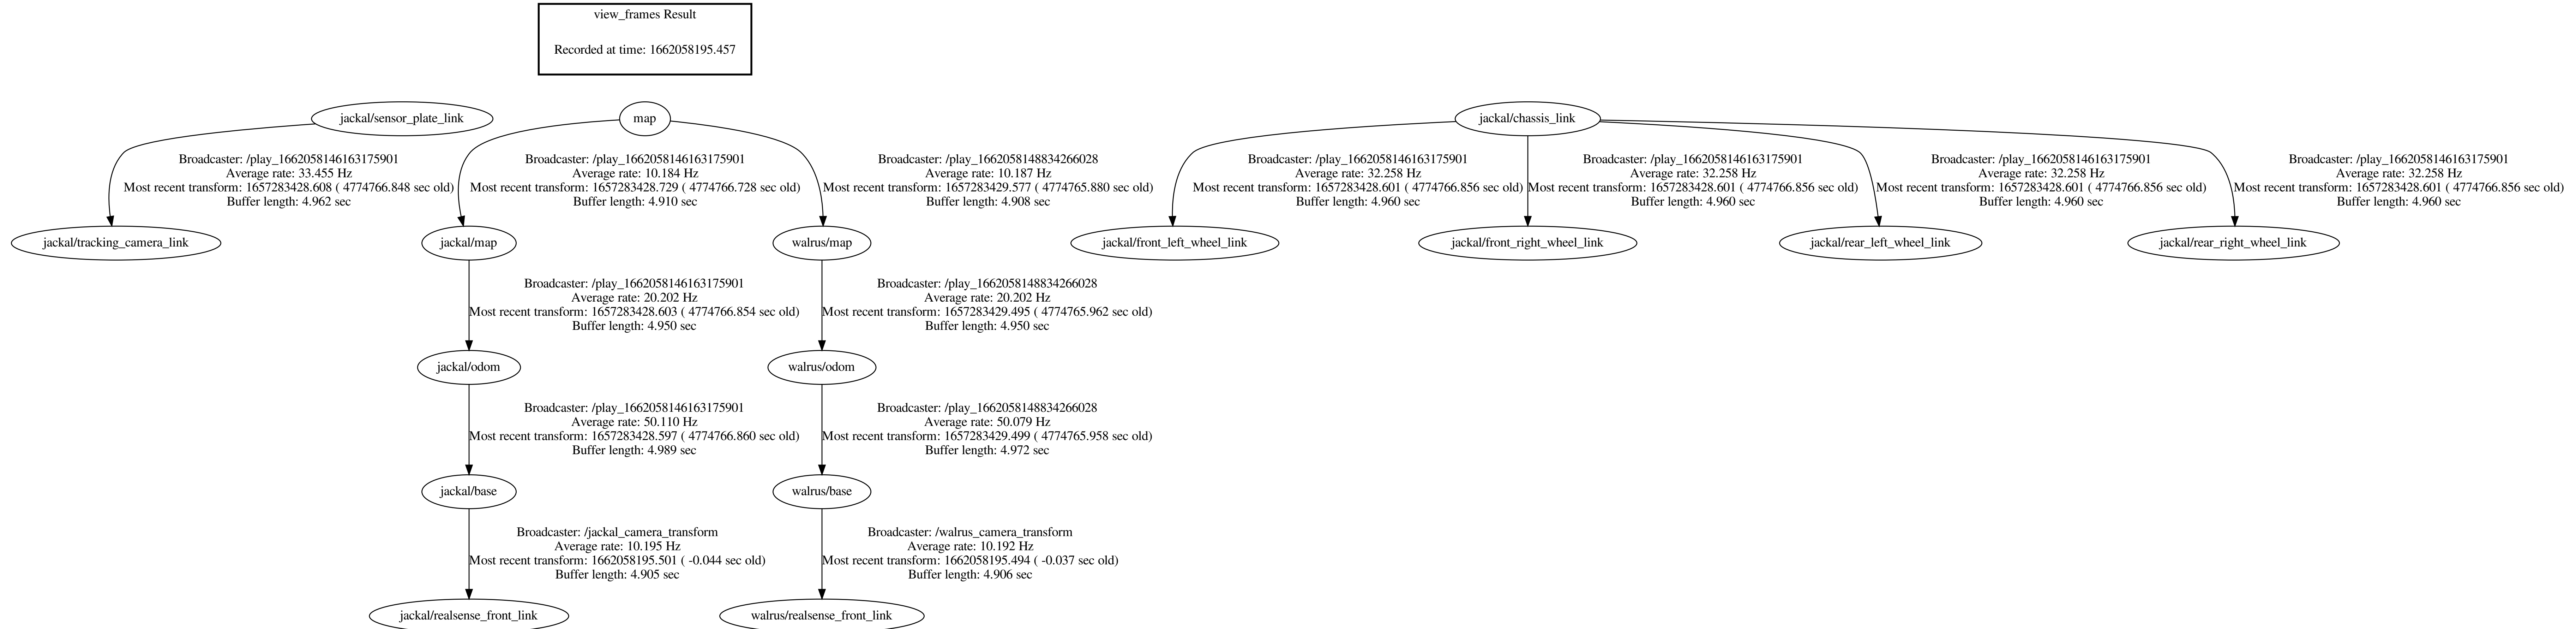 view_frames Result
Recorded at time: 1662058195.457
jackal/sensor_plate_link
map
jackal/chassis_link
Broadcaster: /play_1662058146163175901
Average rate: 33.455 Hz
Most recent transform: 1657283428.608 ( 4774766.848 sec old)
Buffer length: 4.962 sec
Broadcaster: /play_1662058146163175901
Average rate: 10.184 Hz
Most recent transform: 1657283428.729 ( 4774766.728 sec old)
Buffer length: 4.910 sec
Broadcaster: /play_1662058148834266028
Average rate: 10.187 Hz
Most recent transform: 1657283429.577 ( 4774765.880 sec old)
Buffer length: 4.908 sec
Broadcaster: /play_1662058146163175901
Average rate: 32.258 Hz
Most recent transform: 1657283428.601 ( 4774766.856 sec old)
Buffer length: 4.960 sec
Broadcaster: /play_1662058146163175901
Average rate: 32.258 Hz
Most recent transform: 1657283428.601 ( 4774766.856 sec old)
Buffer length: 4.960 sec
Broadcaster: /play_1662058146163175901
Average rate: 32.258 Hz
Most recent transform: 1657283428.601 ( 4774766.856 sec old)
Buffer length: 4.960 sec
Broadcaster: /play_1662058146163175901
Average rate: 32.258 Hz
Most recent transform: 1657283428.601 ( 4774766.856 sec old)
Buffer length: 4.960 sec
jackal/tracking_camera_link
jackal/map
walrus/map
jackal/front_left_wheel_link
jackal/front_right_wheel_link
jackal/rear_left_wheel_link
jackal/rear_right_wheel_link
Broadcaster: /play_1662058146163175901
Average rate: 20.202 Hz
Most recent transform: 1657283428.603 ( 4774766.854 sec old)
Buffer length: 4.950 sec
Broadcaster: /play_1662058148834266028
Average rate: 20.202 Hz
Most recent transform: 1657283429.495 ( 4774765.962 sec old)
Buffer length: 4.950 sec
jackal/odom
walrus/odom
Broadcaster: /play_1662058146163175901
Average rate: 50.110 Hz
Most recent transform: 1657283428.597 ( 4774766.860 sec old)
Buffer length: 4.989 sec
Broadcaster: /play_1662058148834266028
Average rate: 50.079 Hz
Most recent transform: 1657283429.499 ( 4774765.958 sec old)
Buffer length: 4.972 sec
jackal/base
walrus/base
Broadcaster: /jackal_camera_transform
Average rate: 10.195 Hz
Most recent transform: 1662058195.501 ( -0.044 sec old)
Buffer length: 4.905 sec
Broadcaster: /walrus_camera_transform
Average rate: 10.192 Hz
Most recent transform: 1662058195.494 ( -0.037 sec old)
Buffer length: 4.906 sec
jackal/realsense_front_link
walrus/realsense_front_link